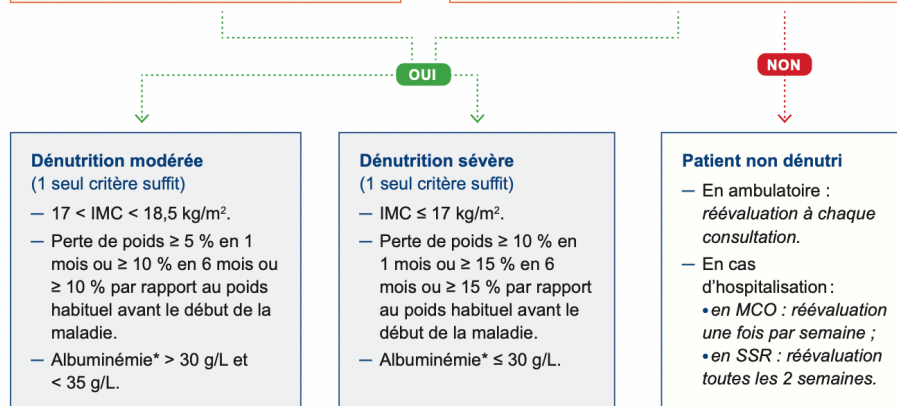 OUI
NON
Dénutrition modérée
(1 seul critère suffit)
— 17 < IMC < 18,5 kg/m².
— Perte de poids ≥ 5 % en 1
mois ou ≥ 10 % en 6 mois ou
≥ 10 % par rapport au poids
habituel avant le début de la
maladie.
— Albuminémie* > 30 g/L et
< 35 g/L.
Dénutrition sévère
(1 seul critère suffit)
— IMC ≤ 17 kg/m².
— Perte de poids ≥ 10 % en
1 mois ou ≥ 15 % en 6
mois ou ≥ 15 % par rapport
au poids habituel avant le
début de la maladie.
— Albuminémie* ≤ 30 g/L.
Patient non dénutri
— En ambulatoire :
réévaluation à chaque
consultation.
— En cas
d’hospitalisation :
• en MCO : réévaluation
une fois par semaine ;
• en SSR : réévaluation
toutes les 2 semaines.